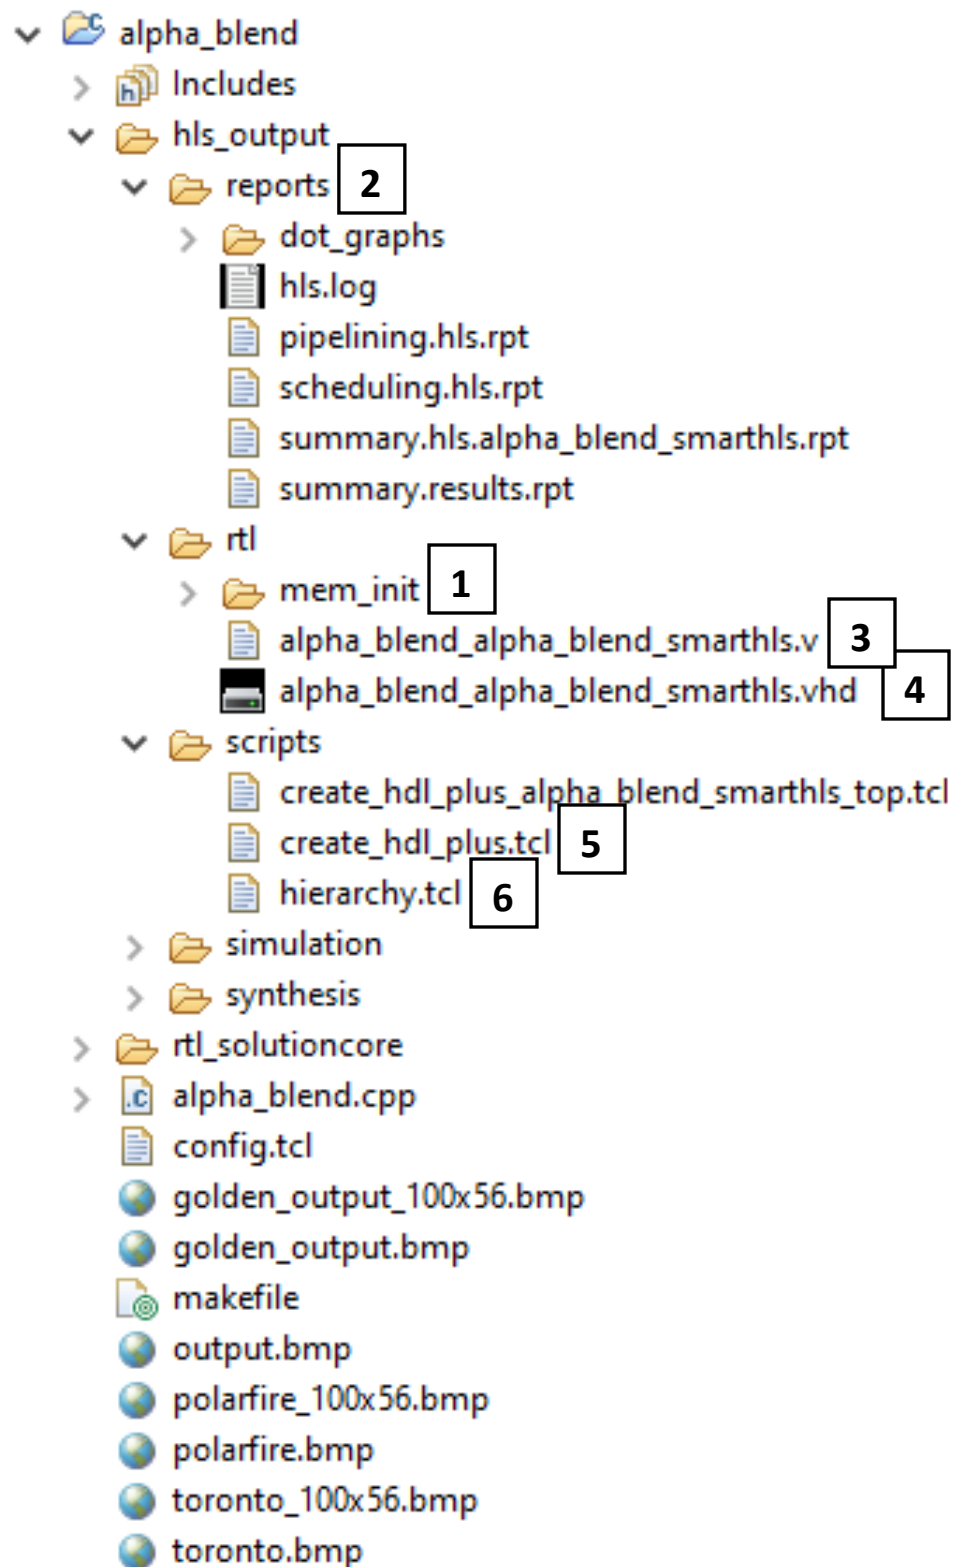 alpha_blend
Includes
hls_output
reports 2
dot_graphs
hls.log
pipelining.hls.rpt
scheduling.hls.rpt
summary.hls.alpha_blend_smarthls.rpt
summary.results.rpt
rtl
mem_init 1
alpha_blend_alpha_blend_smarthls.v 3
alpha_blend_alpha_blend_smarthls.vhd 4
scripts
create_hdl_plus_alpha_blend_smarthls_top.tcl
create_hdl_plus.tcl 5
hierarchy.tcl 6
simulation
synthesis
rtl_solutioncore
.c alpha_blend.cpp
config.tcl
golden_output_100x56.bmp
golden_output.bmp
makefile
output.bmp
polarfire_100x56.bmp
polarfire.bmp
toronto_100x56.bmp
toronto.bmp